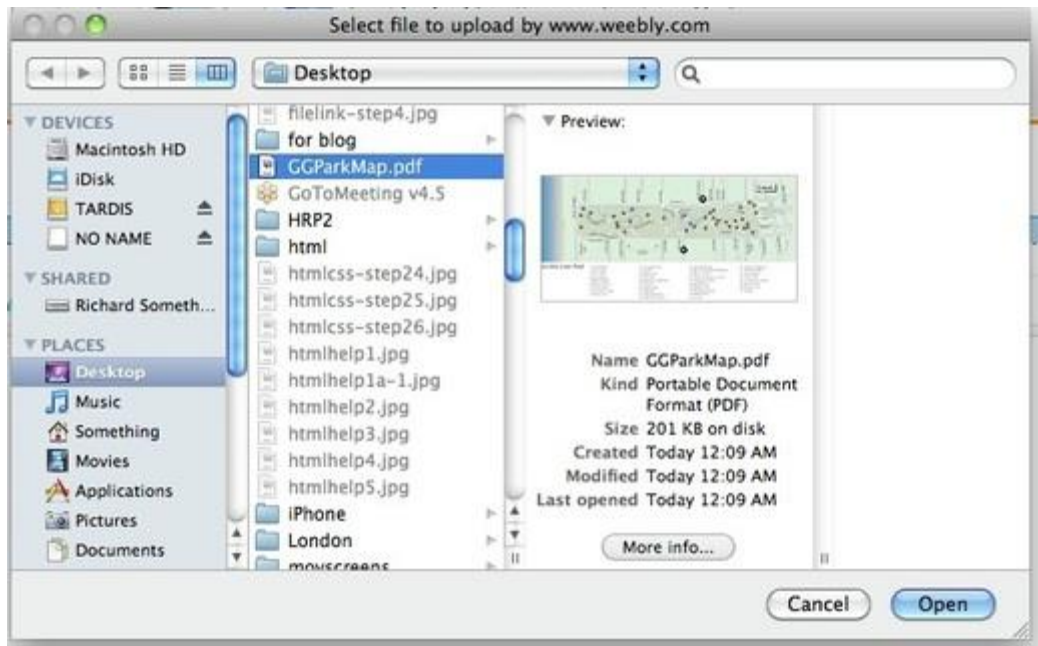 Select file to upload by www.weebly.com
Desktop
DEVICES
Macintosh HD
iDisk
TARDIS
NO NAME
SHARED
Richard Someth...
PLACES
Desktop
Music
Something
Movies
Applications
Pictures
Documents
filelink-step4.jpg
for blog
GGParkMap.pdf
GoToMeeting v4.5
HRP2
html
htmlcss-step24.jpg
htmlcss-step25.jpg
htmlcss-step26.jpg
htmlhelp1.jpg
htmlhelp1a-1.jpg
htmlhelp2.jpg
htmlhelp3.jpg
htmlhelp4.jpg
htmlhelp5.jpg
iPhone
London
movscreens
Preview:
Name GGParkMap.pdf
Kind Portable Document
Format (PDF)
Size 201 KB on disk
Created Today 12:09 AM
Modified Today 12:09 AM
Last opened Today 12:09 AM
More info...
Cancel
Open